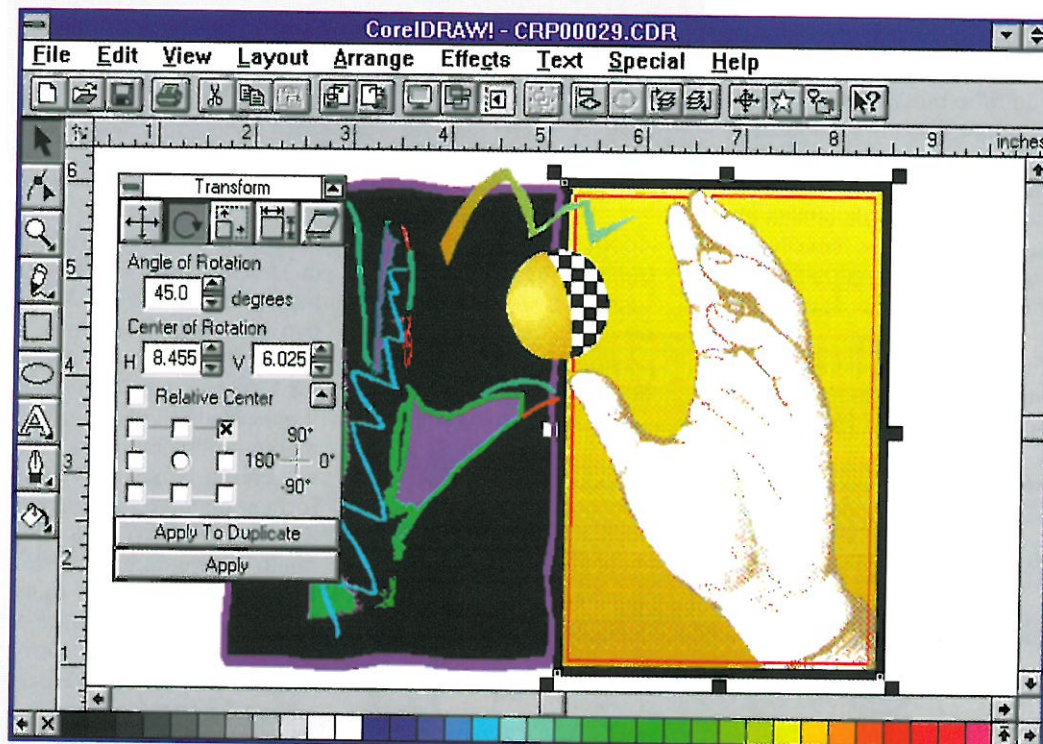 CorelDRAW! - CRP00029.CDR
File Edit View Layout Arrange Effects Text Special Help
1 2 3 4 5 6 7 8 9 inches
6
5
4
3
2
1
Transform
Angle of Rotation
45.0 degrees
Center of Rotation
H 8.455 V 6.025
Relative Center
90°
180° 0°
-90°
Apply To Duplicate
Apply